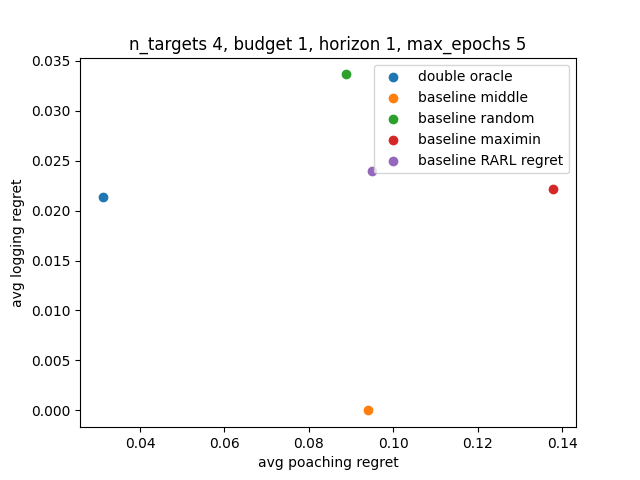 n_targets 4, budget 1, horizon 1, max_epochs 5
double oracle
baseline middle
baseline random
baseline maximin
baseline RARL regret
avg logging regret
0.035
0.030
0.025
0.020
0.015
0.010
0.005
0.000
0.04 0.06 0.08 0.10 0.12 0.14
avg poaching regret